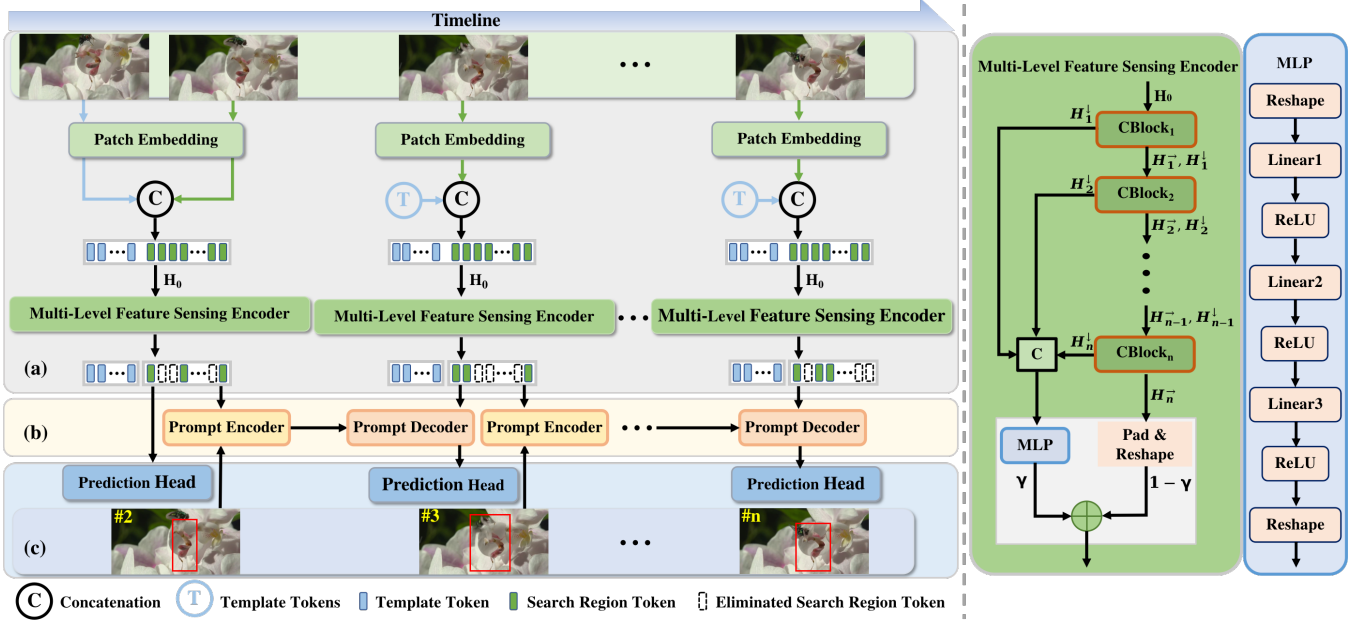 Timeline
Patch Embedding
Patch Embedding
Patch Embedding
C
T
C
T
C
H₀
H₀
H₀
Multi-Level Feature Sensing Encoder
Multi-Level Feature Sensing Encoder
Multi-Level Feature Sensing Encoder
(a)
(b)
Prompt Encoder
Prompt Decoder
Prompt Encoder
Prompt Decoder
Prediction Head
Prediction Head
Prediction Head
#2
#3
#n
(c)
C Concatenation
T Template Tokens
Template Token
Search Region Token
Eliminated Search Region Token
Multi-Level Feature Sensing Encoder
H₀
H₁↓
CBlock₁
H₁→, H₁↓
H₂↓
CBlock₂
H₂→, H₂↓
Hₙ₋₁→, Hₙ₋₁↓
Hₙ↓
C
CBlockₙ
Hₙ→
MLP
Pad &
Reshape
γ
1 − γ
MLP
Reshape
Linear1
ReLU
Linear2
ReLU
Linear3
ReLU
Reshape